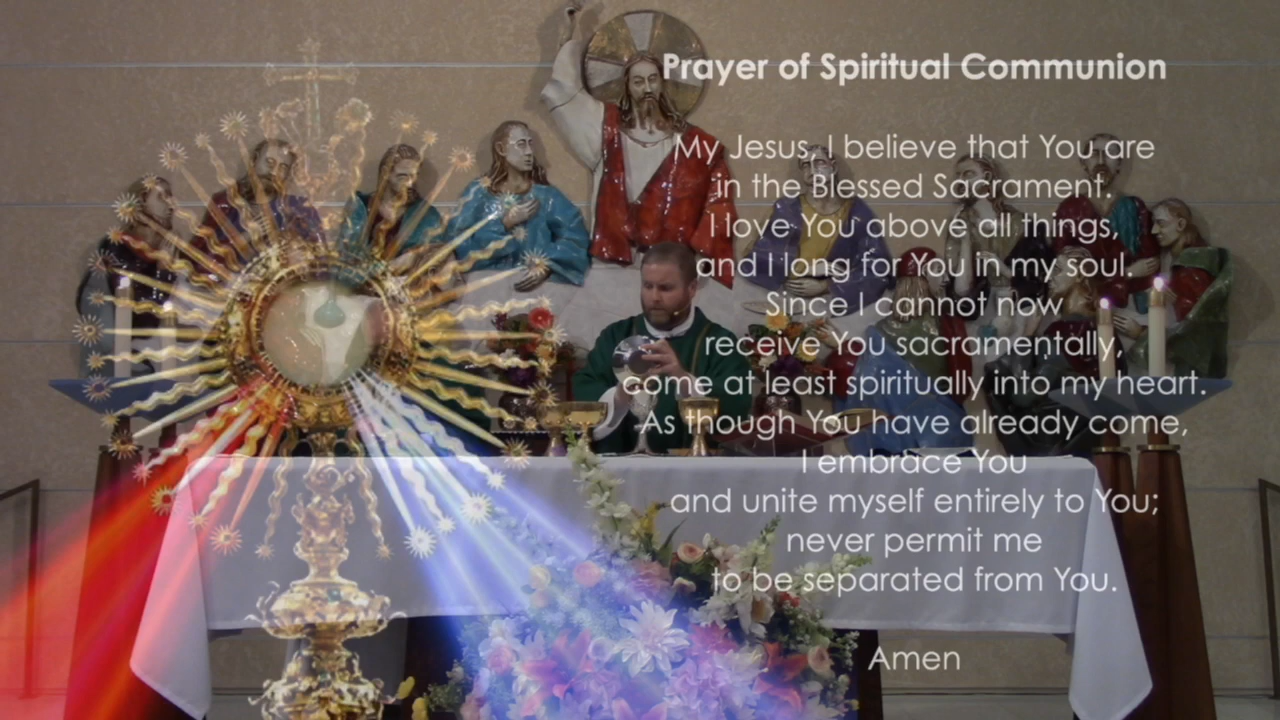 Prayer of Spiritual Communion
My Jesus, I believe that You are
in the Blessed Sacrament.
I love You above all things,
and I long for You in my soul.
Since I cannot now
receive You sacramentally,
come at least spiritually into my heart.
As though You have already come,
I embrace You
and unite myself entirely to You;
never permit me
to be separated from You.
Amen